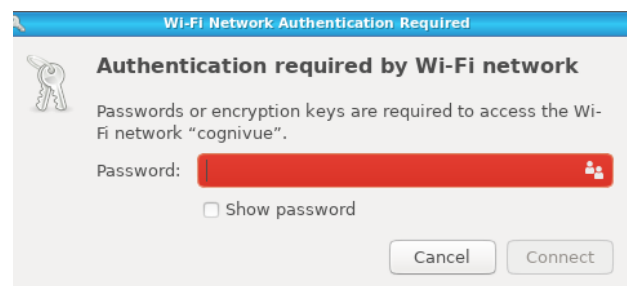 Wi-Fi Network Authentication Required
Authentication required by Wi-Fi network
Passwords or encryption keys are required to access the Wi-
Fi network “cognivue”.
Password:
Show password
Cancel Connect